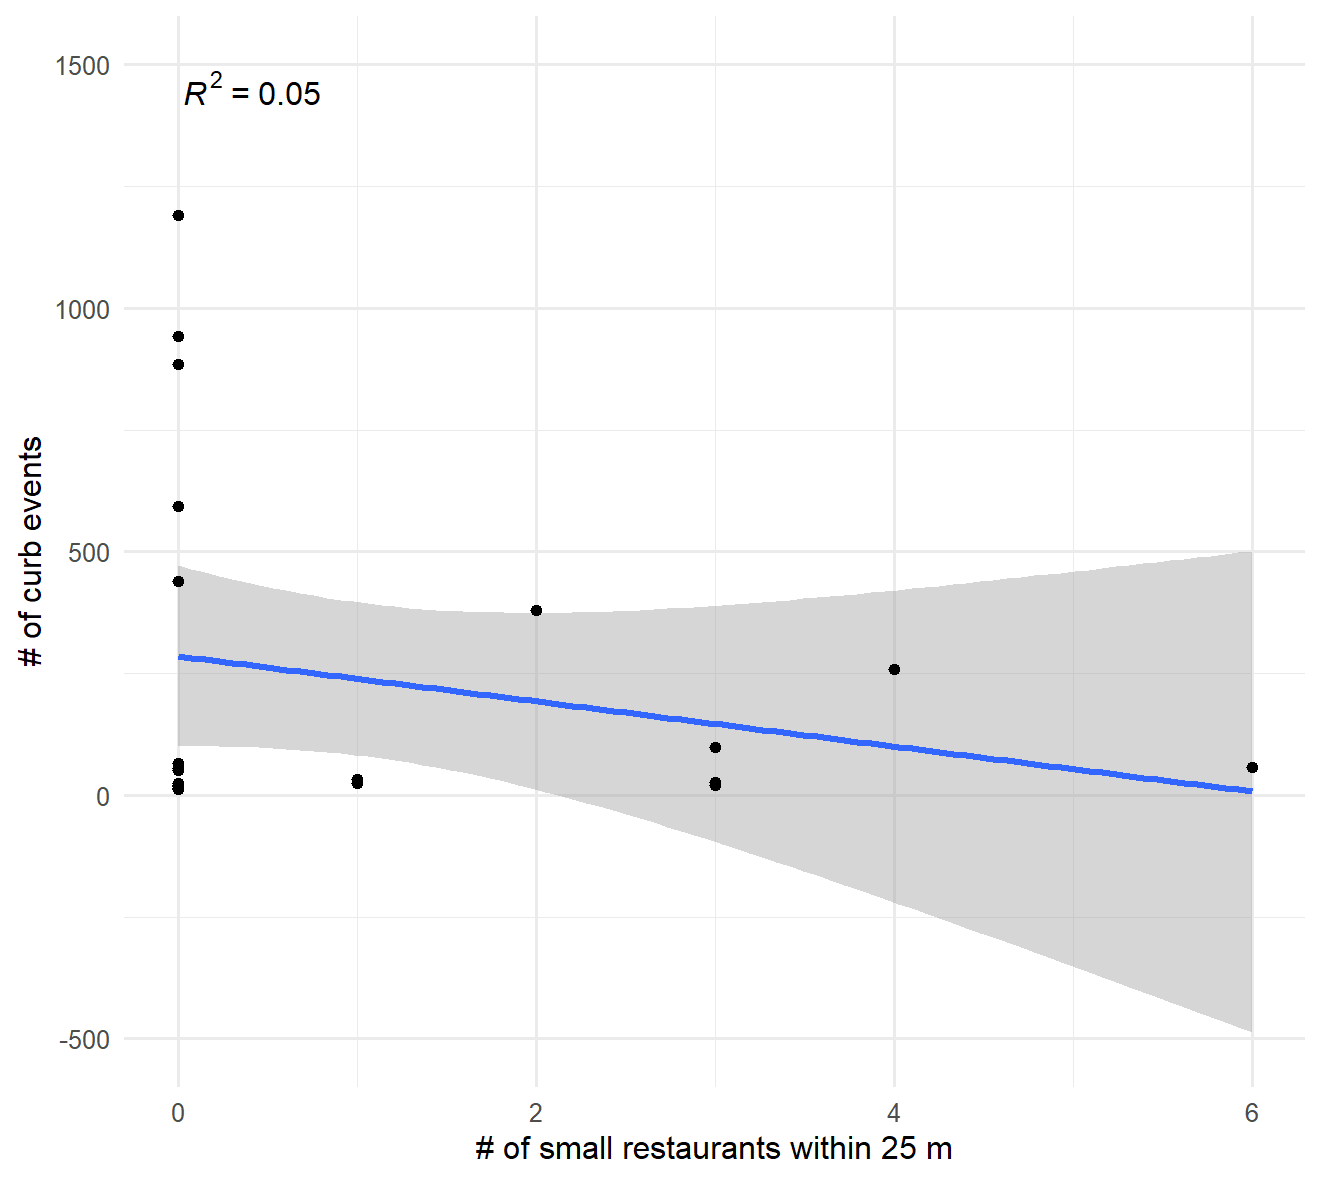 1500
R² = 0.05
1000
500
0
-500
# of curb events
0 2 4 6
# of small restaurants within 25 m